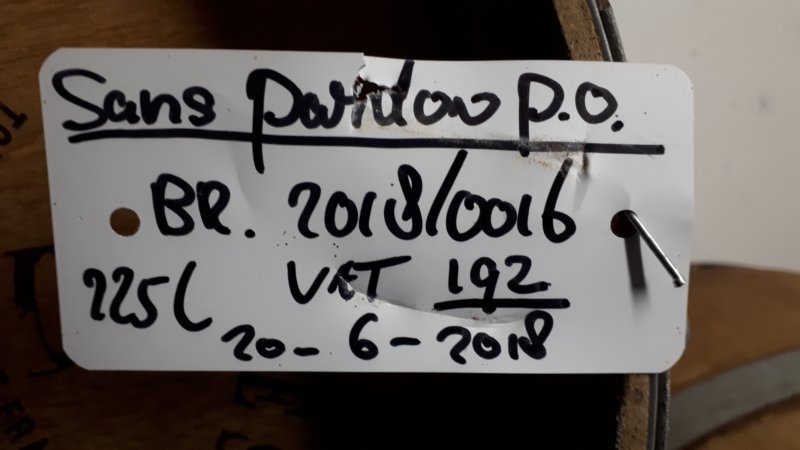 Sans pardon P.O.
BR. 2018/0016
225L VAT 192
20-6-2018